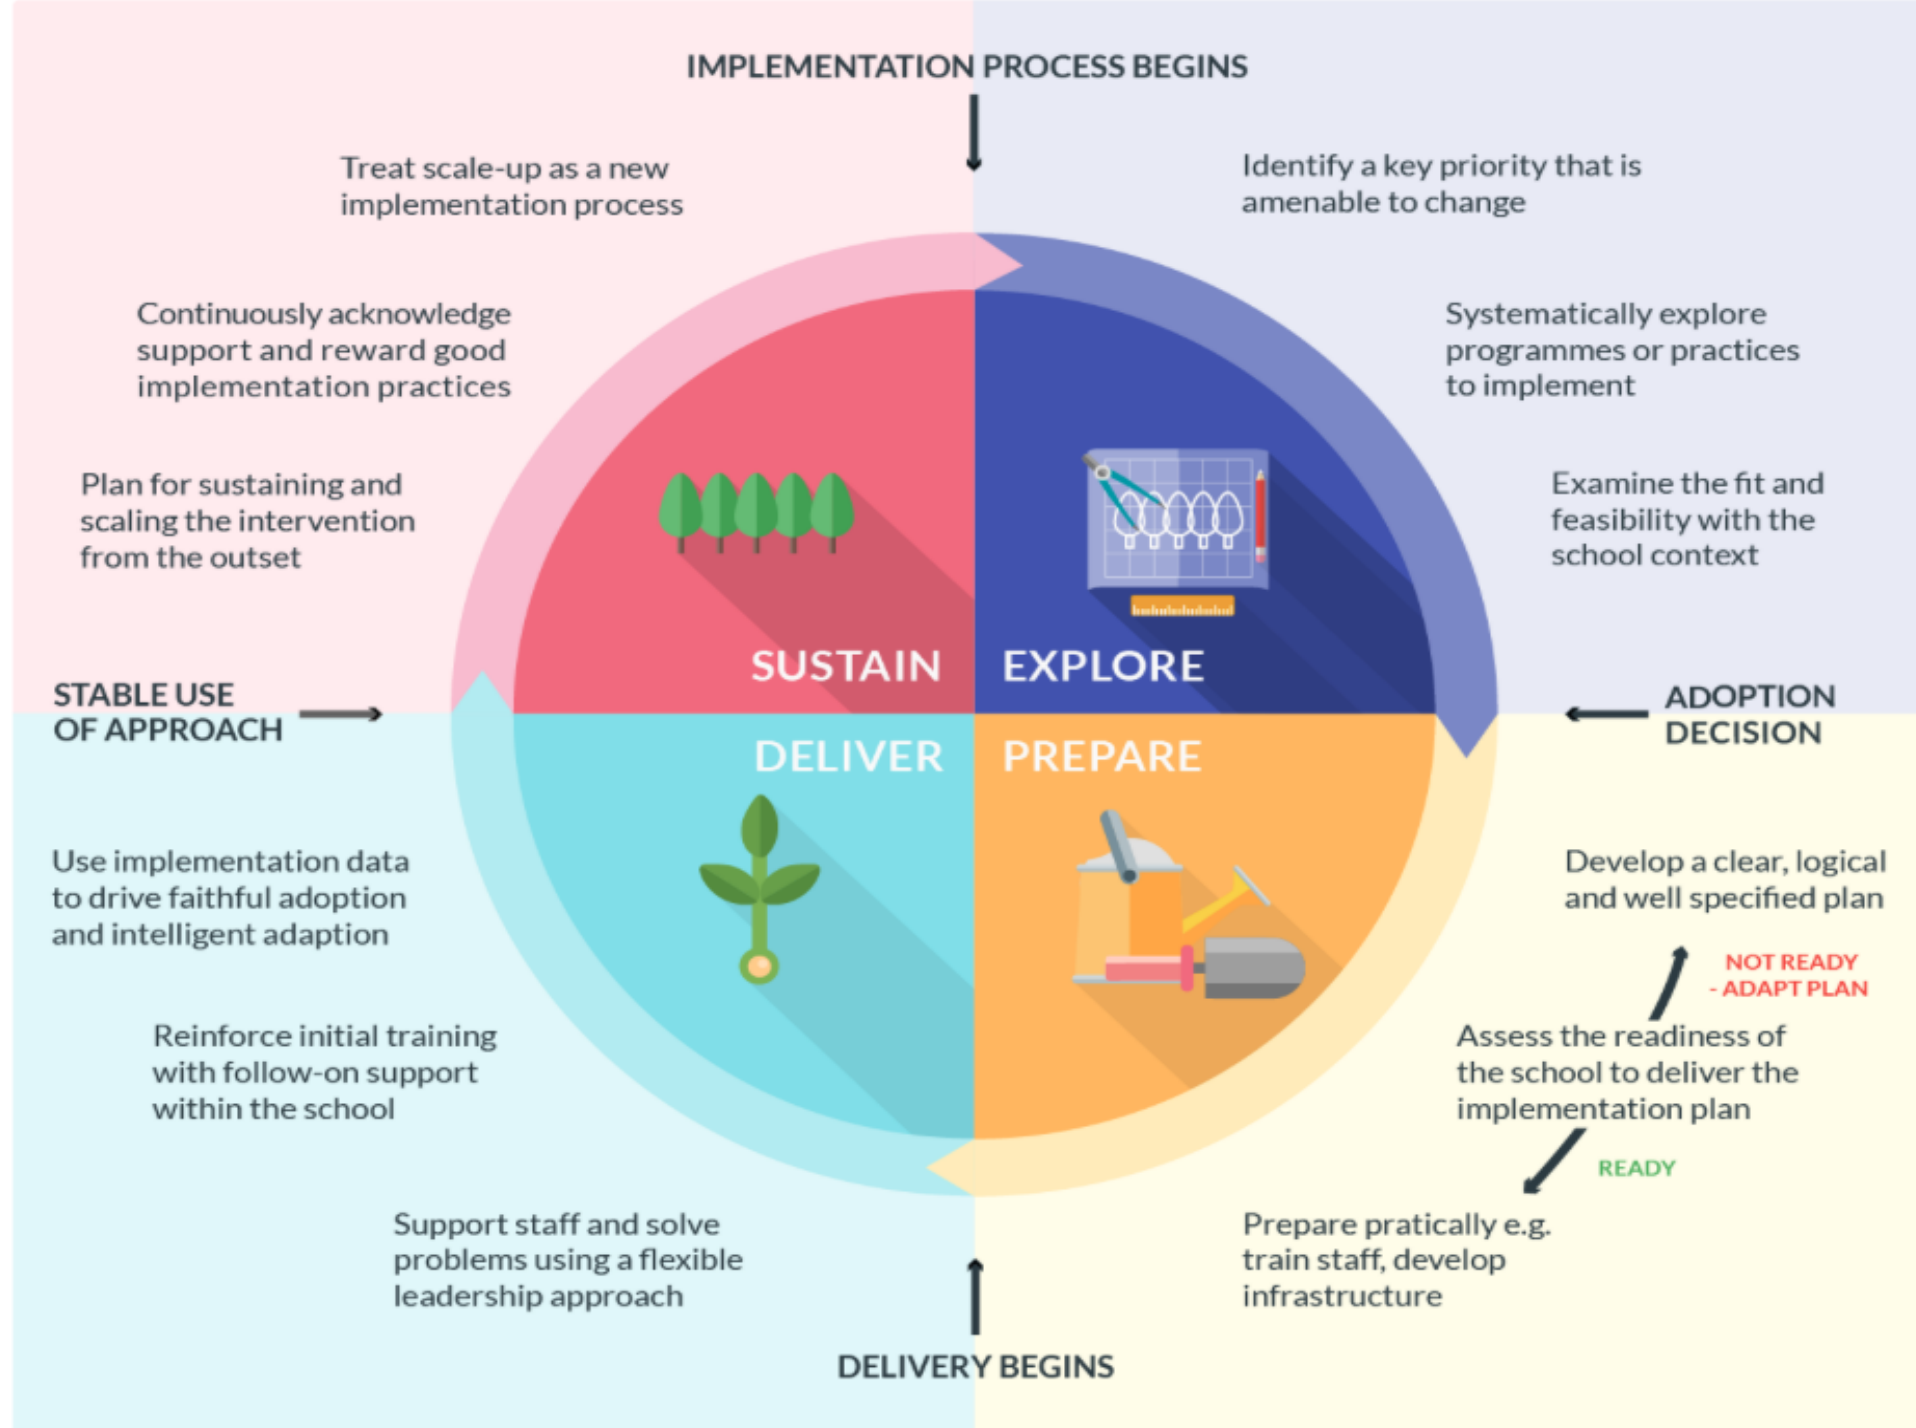 IMPLEMENTATION PROCESS BEGINS
Identify a key priority that is
amenable to change
Systematically explore
programmes or practices
to implement
Examine the fit and
feasibility with the
school context
EXPLORE
ADOPTION
DECISION
PREPARE
Develop a clear, logical
and well specified plan
NOT READY
- ADAPT PLAN
Assess the readiness of
the school to deliver the
implementation plan
READY
Prepare pratically e.g.
train staff, develop
infrastructure
DELIVERY BEGINS
DELIVER
Support staff and solve
problems using a flexible
leadership approach
Reinforce initial training
with follow-on support
within the school
Use implementation data
to drive faithful adoption
and intelligent adaption
STABLE USE
OF APPROACH
SUSTAIN
Plan for sustaining and
scaling the intervention
from the outset
Continuously acknowledge
support and reward good
implementation practices
Treat scale-up as a new
implementation process